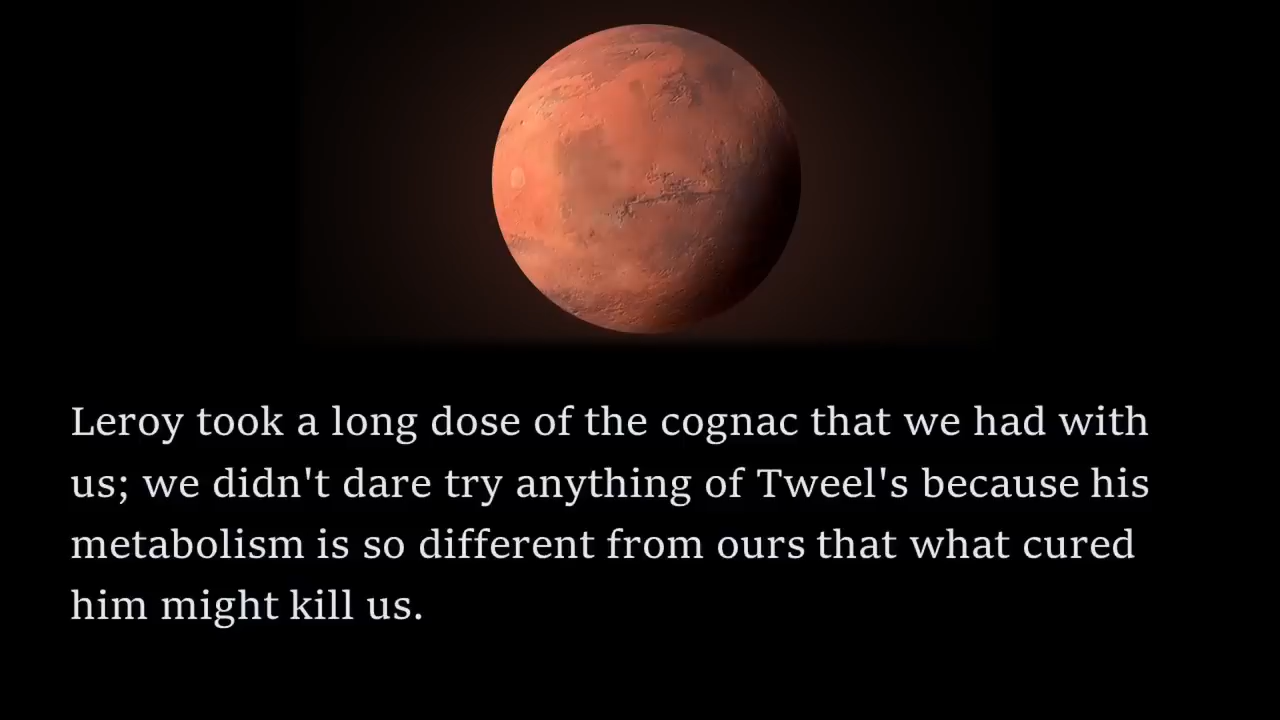 Leroy took a long dose of the cognac that we had with
us; we didn't dare try anything of Tweel's because his
metabolism is so different from ours that what cured
him might kill us.